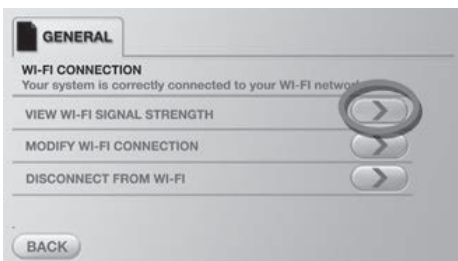 GENERAL
WI-FI CONNECTION
Your system is correctly connected to your WI-FI network
VIEW WI-FI SIGNAL STRENGTH
MODIFY WI-FI CONNECTION
DISCONNECT FROM WI-FI
BACK